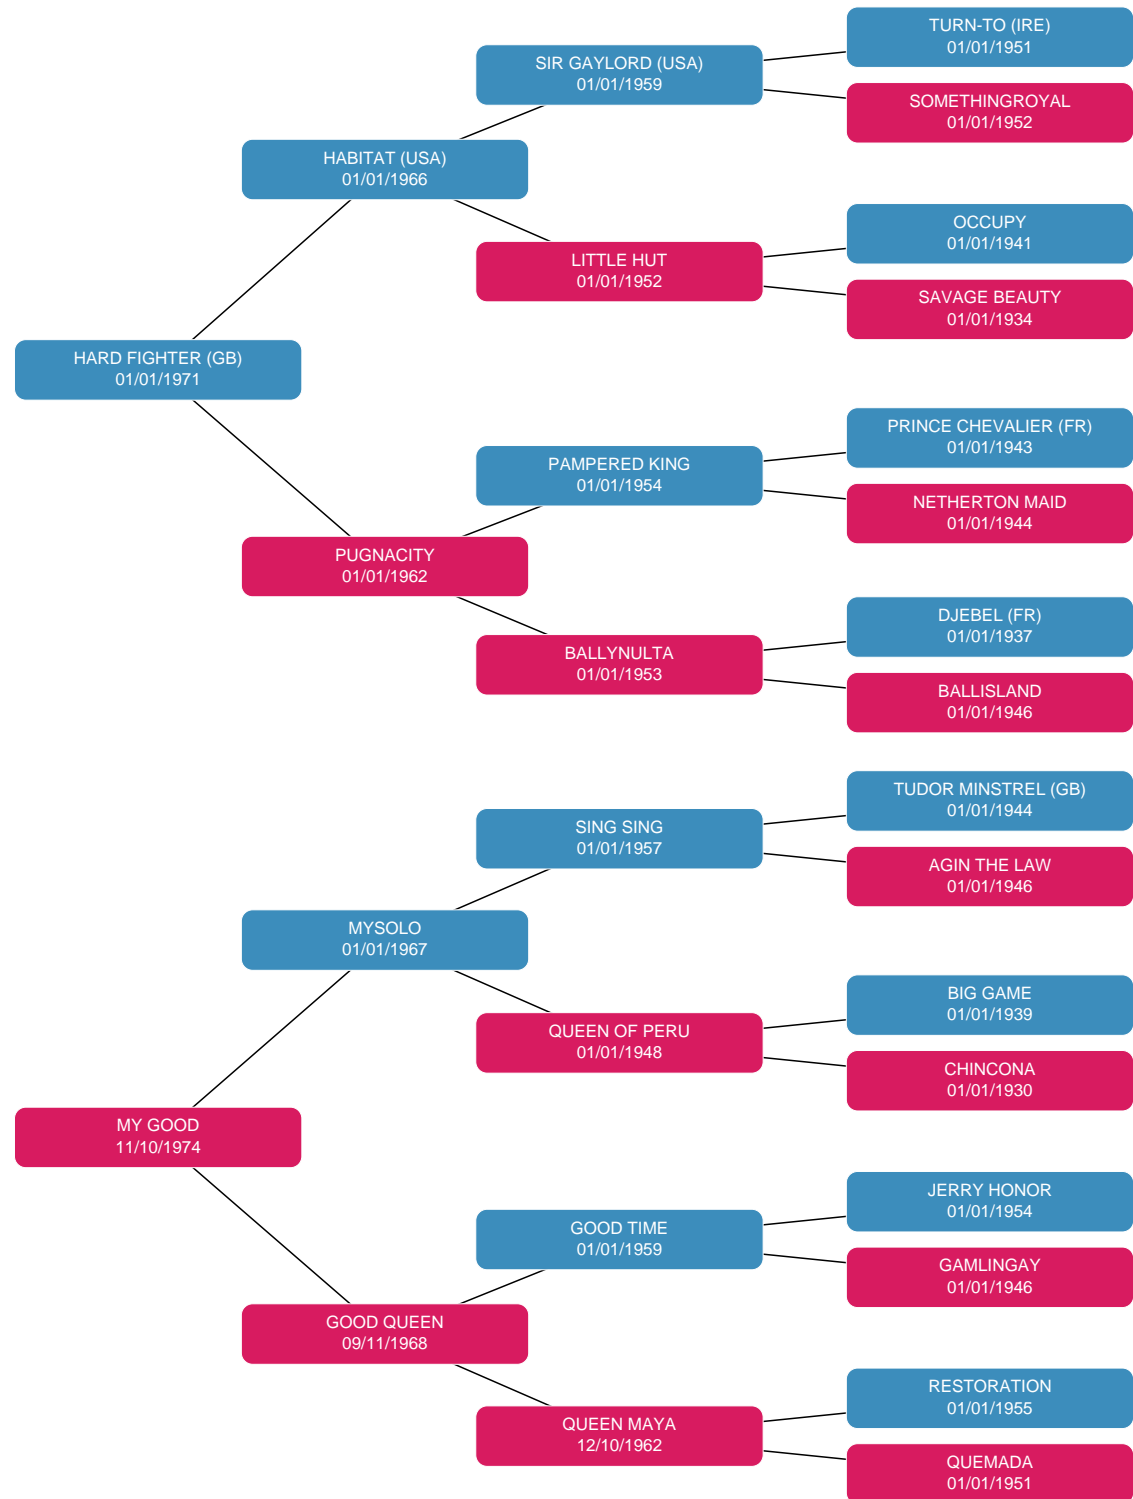 TURN-TO (IRE)
01/01/1951
SIR GAYLORD (USA)
01/01/1959
SOMETHINGROYAL
01/01/1952
HABITAT (USA)
01/01/1966
OCCUPY
01/01/1941
LITTLE HUT
01/01/1952
SAVAGE BEAUTY
01/01/1934
HARD FIGHTER (GB)
01/01/1971
PRINCE CHEVALIER (FR)
01/01/1943
PAMPERED KING
01/01/1954
NETHERTON MAID
01/01/1944
PUGNACITY
01/01/1962
DJEBEL (FR)
01/01/1937
BALLYNULTA
01/01/1953
BALLISLAND
01/01/1946
TUDOR MINSTREL (GB)
01/01/1944
SING SING
01/01/1957
AGIN THE LAW
01/01/1946
MYSOLO
01/01/1967
BIG GAME
01/01/1939
QUEEN OF PERU
01/01/1948
CHINCONA
01/01/1930
MY GOOD
11/10/1974
JERRY HONOR
01/01/1954
GOOD TIME
01/01/1959
GAMLINGAY
01/01/1946
GOOD QUEEN
09/11/1968
RESTORATION
01/01/1955
QUEEN MAYA
12/10/1962
QUEMADA
01/01/1951